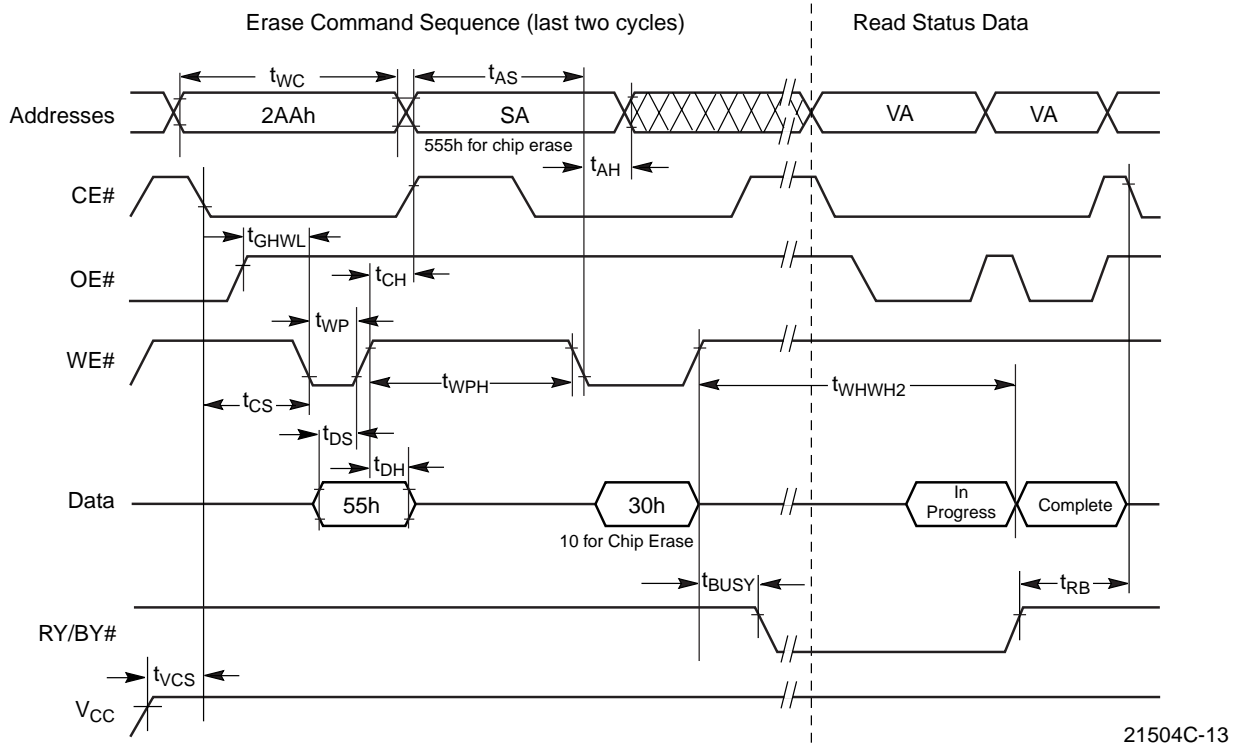 Erase Command Sequence (last two cycles)
Read Status Data
tWC
tAS
Addresses
2AAh
SA
VA
VA
555h for chip erase
tAH
CE#
tGHWL
tCH
OE#
tWP
WE#
tWPH
tWHWH2
tCS
tDS
tDH
Data
55h
30h
In
Progress
Complete
10 for Chip Erase
tBUSY
tRB
RY/BY#
tVCS
VCC
21504C-13